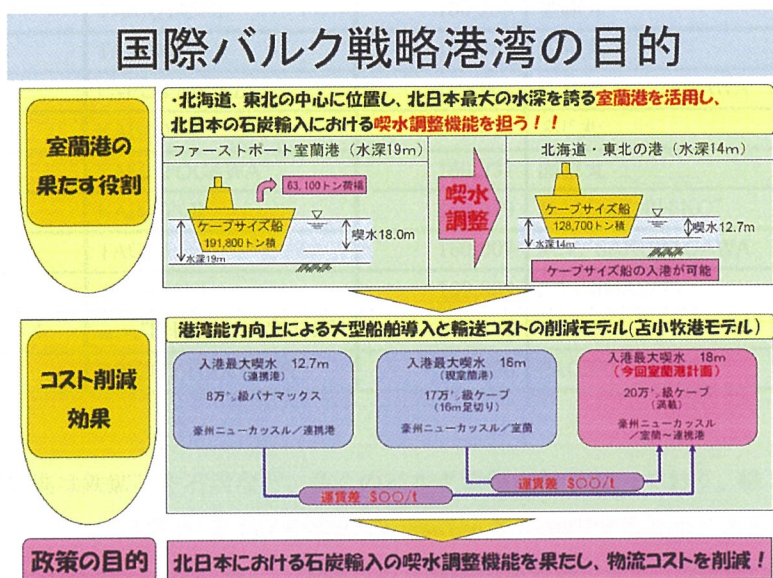 国際バルク戦略港湾の目的
室蘭港の
果たす役割
・北海道、東北の中心に位置し、北日本最大の水深を誇る室蘭港を活用し、
北日本の石炭輸入における喫水調整機能を担う!!
ファーストポート室蘭港(水深19m)
63,100トン荷揚
ケープサイズ船
191,800トン積
喫水18.0m
水深19m
喫水
調整
北海道・東北の港(水深14m)
ケープサイズ船
128,700トン積
喫水12.7m
水深14m
ケープサイズ船の入港が可能
コスト削減
効果
港湾能力向上による大型船舶導入と輸送コストの削減モデル(苫小牧港モデル)
入港最大喫水 12.7m
(連携港)
8万㌧級パナマックス
豪州ニューカッスル/連携港
入港最大喫水 16m
(現室蘭港)
17万㌧級ケープ
(16m足切り)
豪州ニューカッスル/室蘭
入港最大喫水 18m
(今回室蘭港計画)
20万㌧級ケープ
(満載)
豪州ニューカッスル
/室蘭~連携港
運賃差 $○○/t
運賃差 $○○/t
政策の目的
北日本における石炭輸入の喫水調整機能を果たし、物流コストを削減!